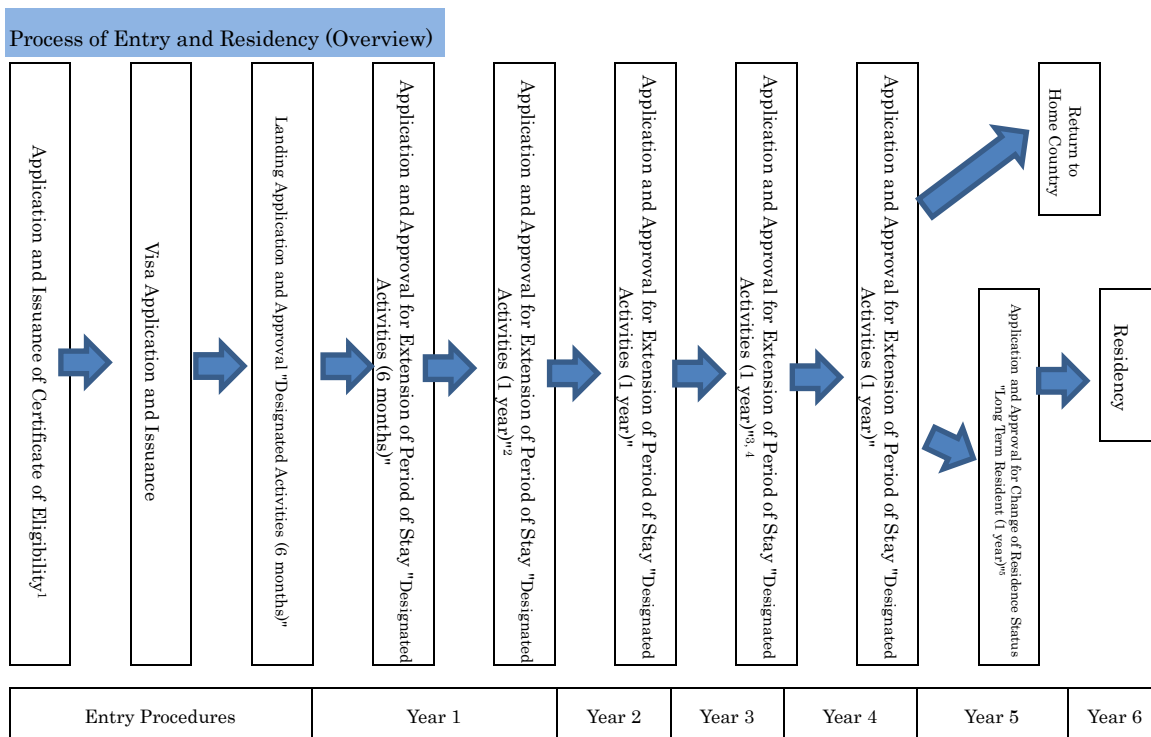 Process of Entry and Residency (Overview)
Application and Issuance of Certificate of Eligibility¹
Visa Application and Issuance
Landing Application and Approval "Designated Activities (6 months)"
Application and Approval for Extension of Period of Stay "Designated
Activities (6 months)"
Application and Approval for Extension of Period of Stay "Designated
Activities (1 year)"²
Application and Approval for Extension of Period of Stay "Designated
Activities (1 year)"
Application and Approval for Extension of Period of Stay "Designated
Activities (1 year)"³, ⁴
Application and Approval for Extension of Period of Stay "Designated
Activities (1 year)"
Return to
Home Country
Application and Approval for Change of Residence Status
"Long Term Resident (1 year)"⁵
Residency
Entry Procedures
Year 1
Year 2
Year 3
Year 4
Year 5
Year 6